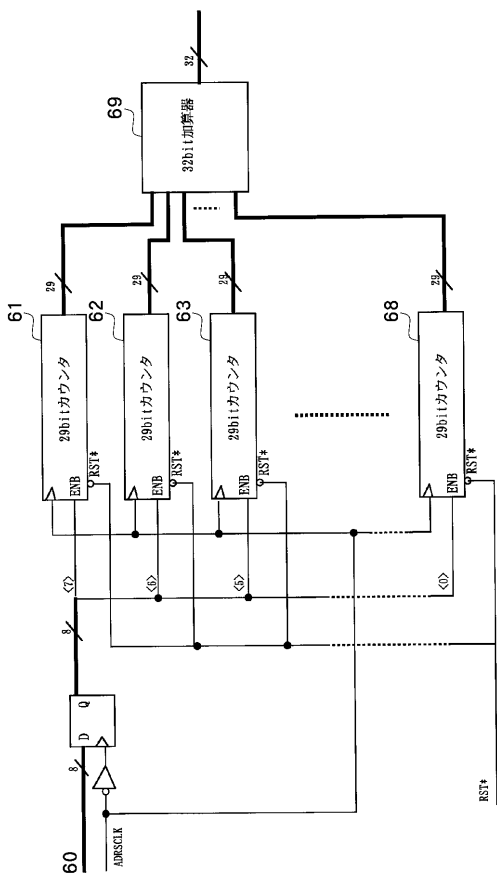 60
8
D
Q
8
ADRSCLK
<7>
<6>
<5>
<0>
RST*
61
29bitカウンタ
ENB
RST*
29
62
29bitカウンタ
ENB
RST*
29
63
29bitカウンタ
ENB
RST*
29
68
29bitカウンタ
ENB
RST*
29
69
32bit加算器
32